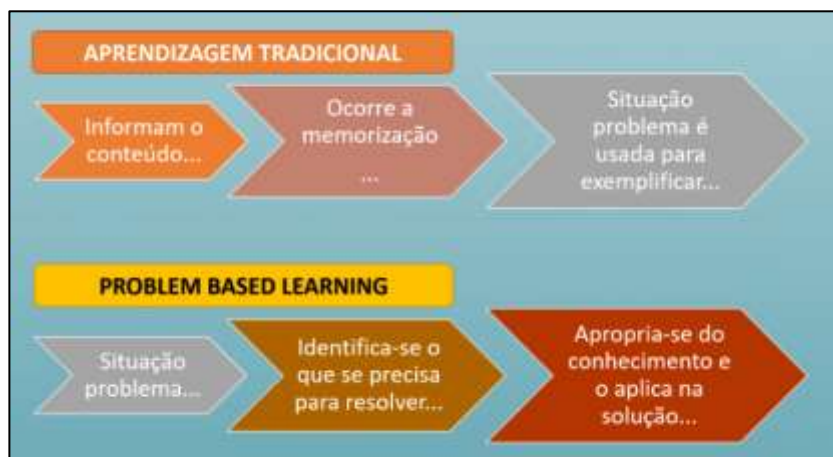 APRENDIZAGEM TRADICIONAL
Informam o
conteúdo...
Ocorre a
memorização
...
Situação
problema é
usada para
exemplificar...
PROBLEM BASED LEARNING
Situação
problema...
Identifica-se o
que se precisa
para resolver...
Apropria-se do
conhecimento e
o aplica na
solução...